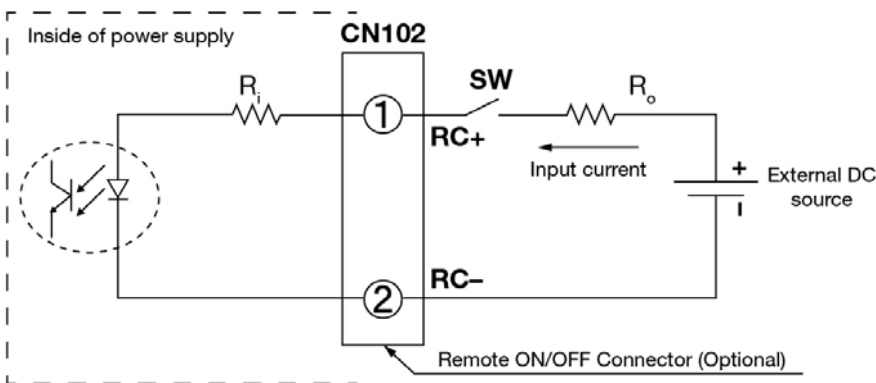 Inside of power supply
CN102
Ri
①
SW
Ro
RC+
Input current
+
External DC
source
−
②
RC−
Remote ON/OFF Connector (Optional)